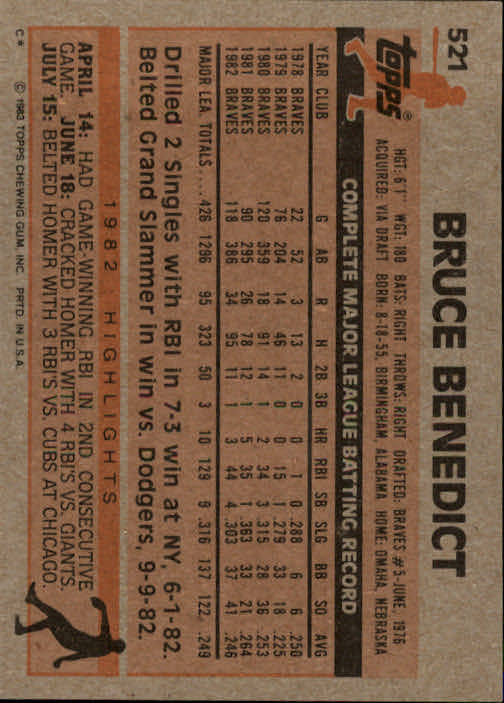 521
topps®
BRUCE BENEDICT
HGT: 6'1" WGT: 180 BATS: RIGHT THROWS: RIGHT DRAFTED: BRAVES #5-JUNE, 1976
ACQUIRED: VIA DRAFT BORN: 8-18-55, BIRMINGHAM, ALABAMA HOME: OMAHA, NEBRASKA
COMPLETE MAJOR LEAGUE BATTING RECORD
YEAR CLUB G AB R H 2B 3B HR RBI SB SLG BB SO AVG
1978 BRAVES 22 52 3 13 2 0 0 1 0 .288 6 6 .250
1979 BRAVES 76 204 14 46 11 0 0 15 1 .279 33 18 .225
1980 BRAVES 120 359 18 91 14 1 2 34 3 .315 28 36 .253
1981 BRAVES 90 295 26 78 12 1 5 35 1 .363 33 21 .264
1982 BRAVES 118 386 34 95 11 1 3 44 4 .303 37 41 .246
MAJOR LEA. TOTALS.... 426 1296 95 323 50 3 10 129 9 .316 137 122 .249
Drilled 2 Singles with RBI in 7-3 win at NY, 6-1-82.
Belted Grand Slammer in win vs. Dodgers, 9-9-82.
1982 HIGHLIGHTS
APRIL 14: HAD GAME-WINNING RBI IN 2ND CONSECUTIVE
GAME. JUNE 18: CRACKED HOMER WITH 4 RBI'S VS. GIANTS.
JULY 15: BELTED HOMER WITH 3 RBI'S VS. CUBS AT CHICAGO.
C* © 1983 TOPPS CHEWING GUM, INC. PRTD. IN U.S.A.